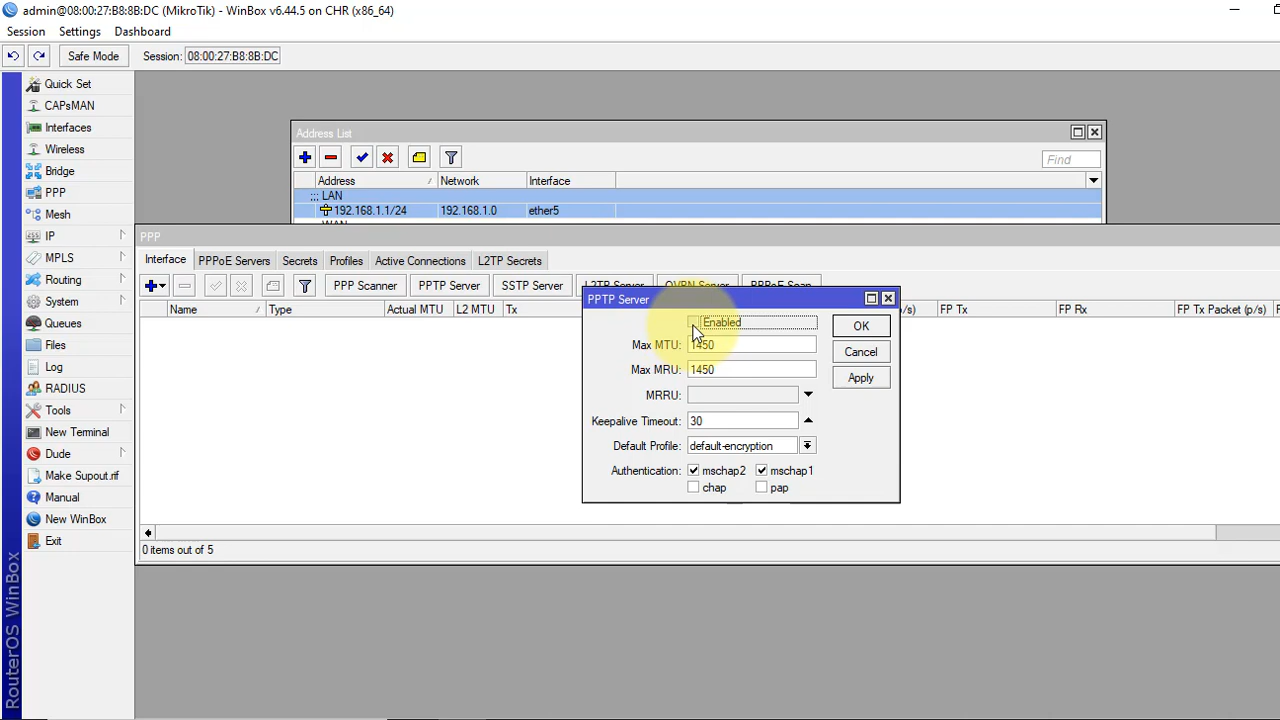 admin@08:00:27:B8:8B:DC (MikroTik) - WinBox v6.44.5 on CHR (x86_64)
Session Settings Dashboard
Safe Mode Session: 08:00:27:B8:8B:DC
Quick Set
CAPsMAN
Interfaces
Wireless
Bridge
PPP
Mesh
IP
MPLS
Routing
System
Queues
Files
Log
RADIUS
Tools
New Terminal
Dude
Make Supout.rif
Manual
New WinBox
Exit
RouterOS WinBox
Address List
Find
Address Network Interface
::: LAN
192.168.1.1/24 192.168.1.0 ether5
PPP
Interface PPPoE Servers Secrets Profiles Active Connections L2TP Secrets
PPP Scanner PPTP Server SSTP Server L2TP Server OVPN Server PPPoE Scan
Name Type Actual MTU L2 MTU Tx FP Tx FP Rx FP Tx Packet (p/s)
0 items out of 5
PPTP Server
Enabled
Max MTU: 1450
Max MRU: 1450
MRRU:
Keepalive Timeout: 30
Default Profile: default-encryption
Authentication: mschap2 mschap1
chap pap
OK
Cancel
Apply